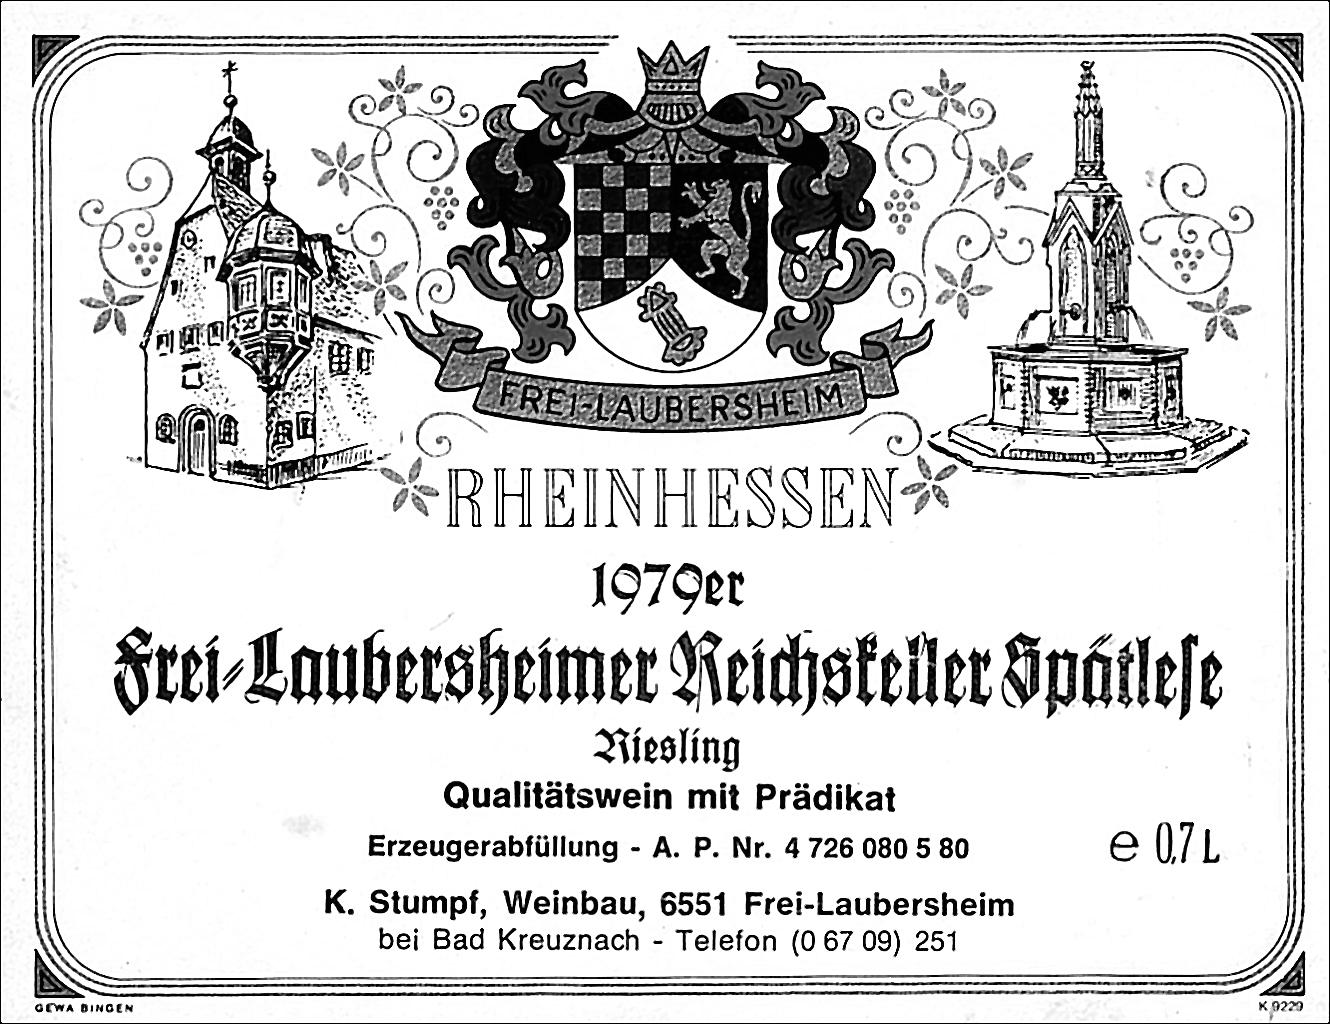 FREI-LAUBERSHEIM
RHEINHESSEN
1979er
Frei-Laubersheimer Reichskeller Spätlese
Riesling
Qualitätswein mit Prädikat
Erzeugerabfüllung - A. P. Nr. 4 726 080 5 80
e 0,7 L
K. Stumpf, Weinbau, 6551 Frei-Laubersheim
bei Bad Kreuznach - Telefon (0 67 09) 251
GEWA BINGEN
K 9229